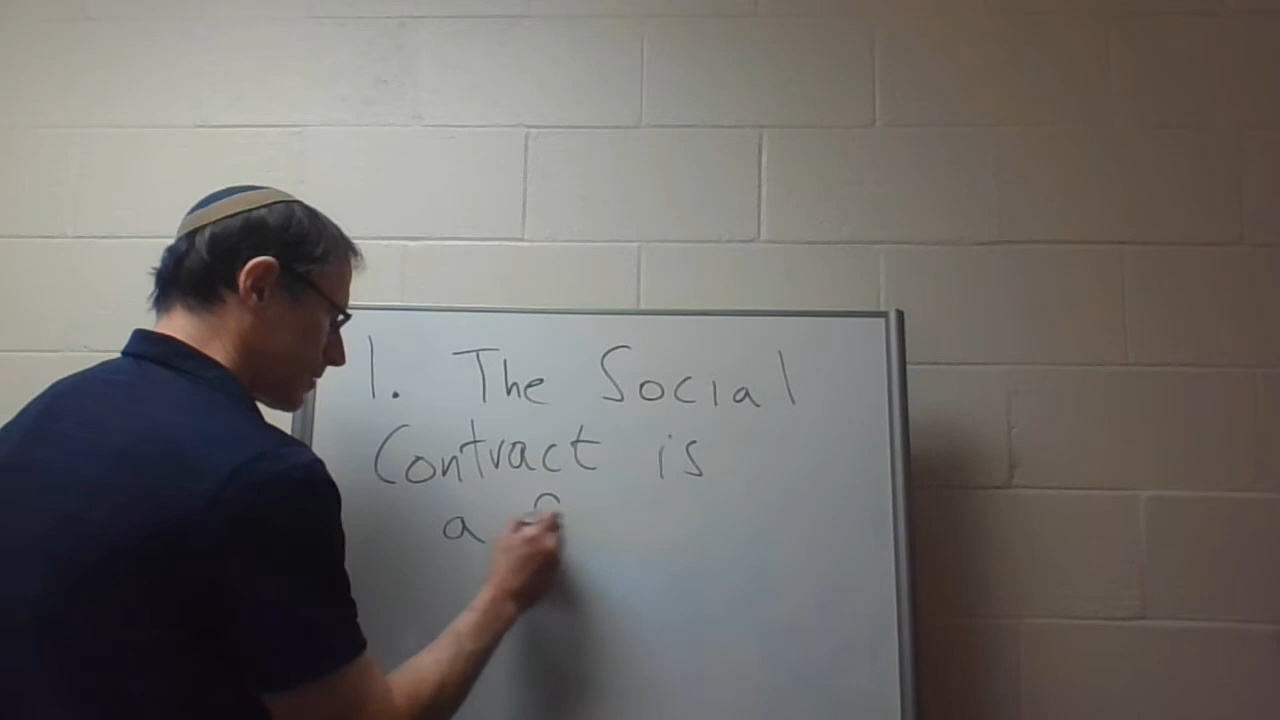 1. The Social
Contract is
a